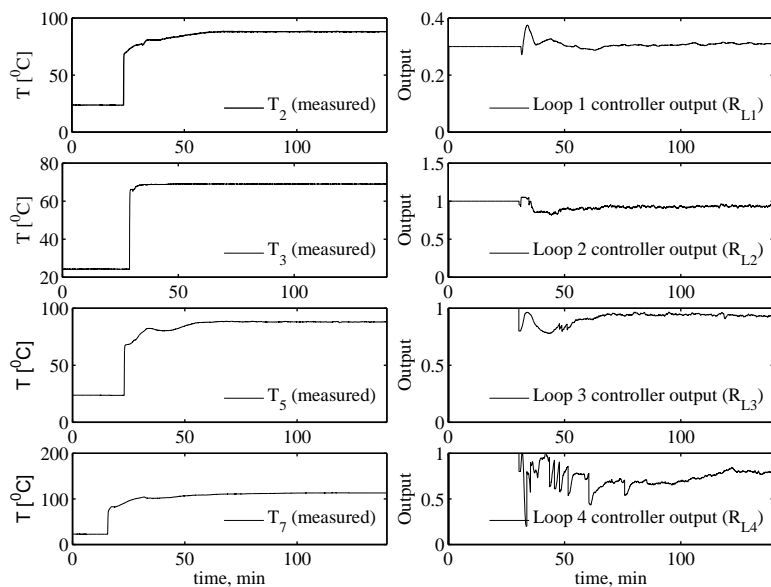 100
50
0
0
50
100
T [⁰C]
T₂ (measured)
0.4
0.2
0
0
50
100
Output
Loop 1 controller output (R_L1)
80
60
40
20
0
50
100
T [⁰C]
T₃ (measured)
1.5
1
0.5
0
0
50
100
Output
Loop 2 controller output (R_L2)
100
50
0
0
50
100
T [⁰C]
T₅ (measured)
1
0.5
0
0
50
100
Output
Loop 3 controller output (R_L3)
200
100
0
0
50
100
T [⁰C]
T₇ (measured)
time, min
1
0.5
0
0
50
100
Output
Loop 4 controller output (R_L4)
time, min